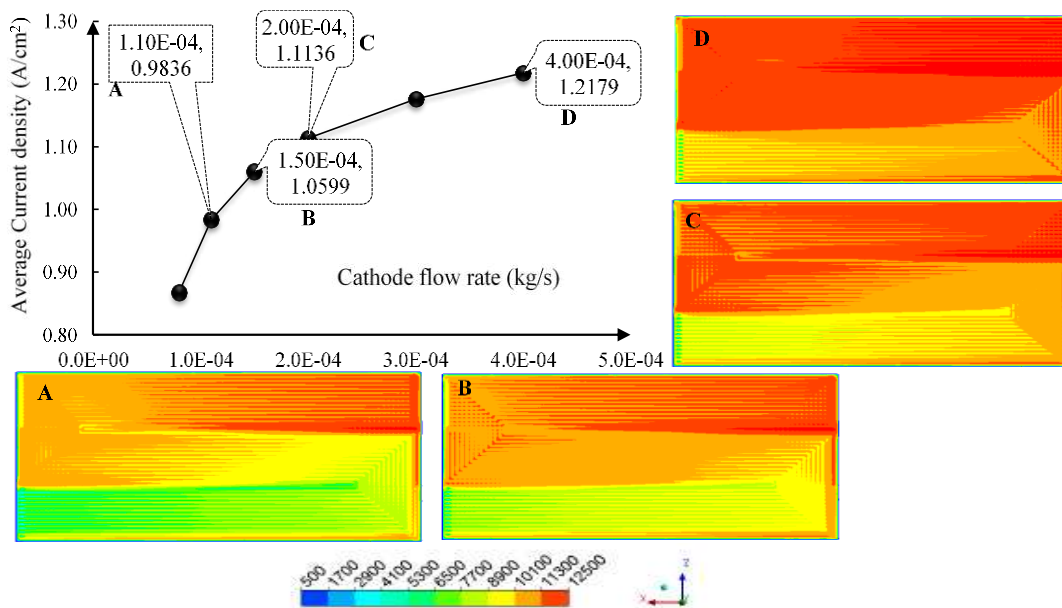 1.30
1.20
1.10
1.00
0.90
0.80
Average Current density (A/cm²)
1.10E-04,
0.9836
A
2.00E-04,
1.1136
C
4.00E-04,
1.2179
D
1.50E-04,
1.0599
B
Cathode flow rate (kg/s)
0.0E+00 1.0E-04 2.0E-04 3.0E-04 4.0E-04 5.0E-04
D
C
A
B
500 1700 2900 4100 5300 6500 7700 8900 10100 11300 12500
Z
X